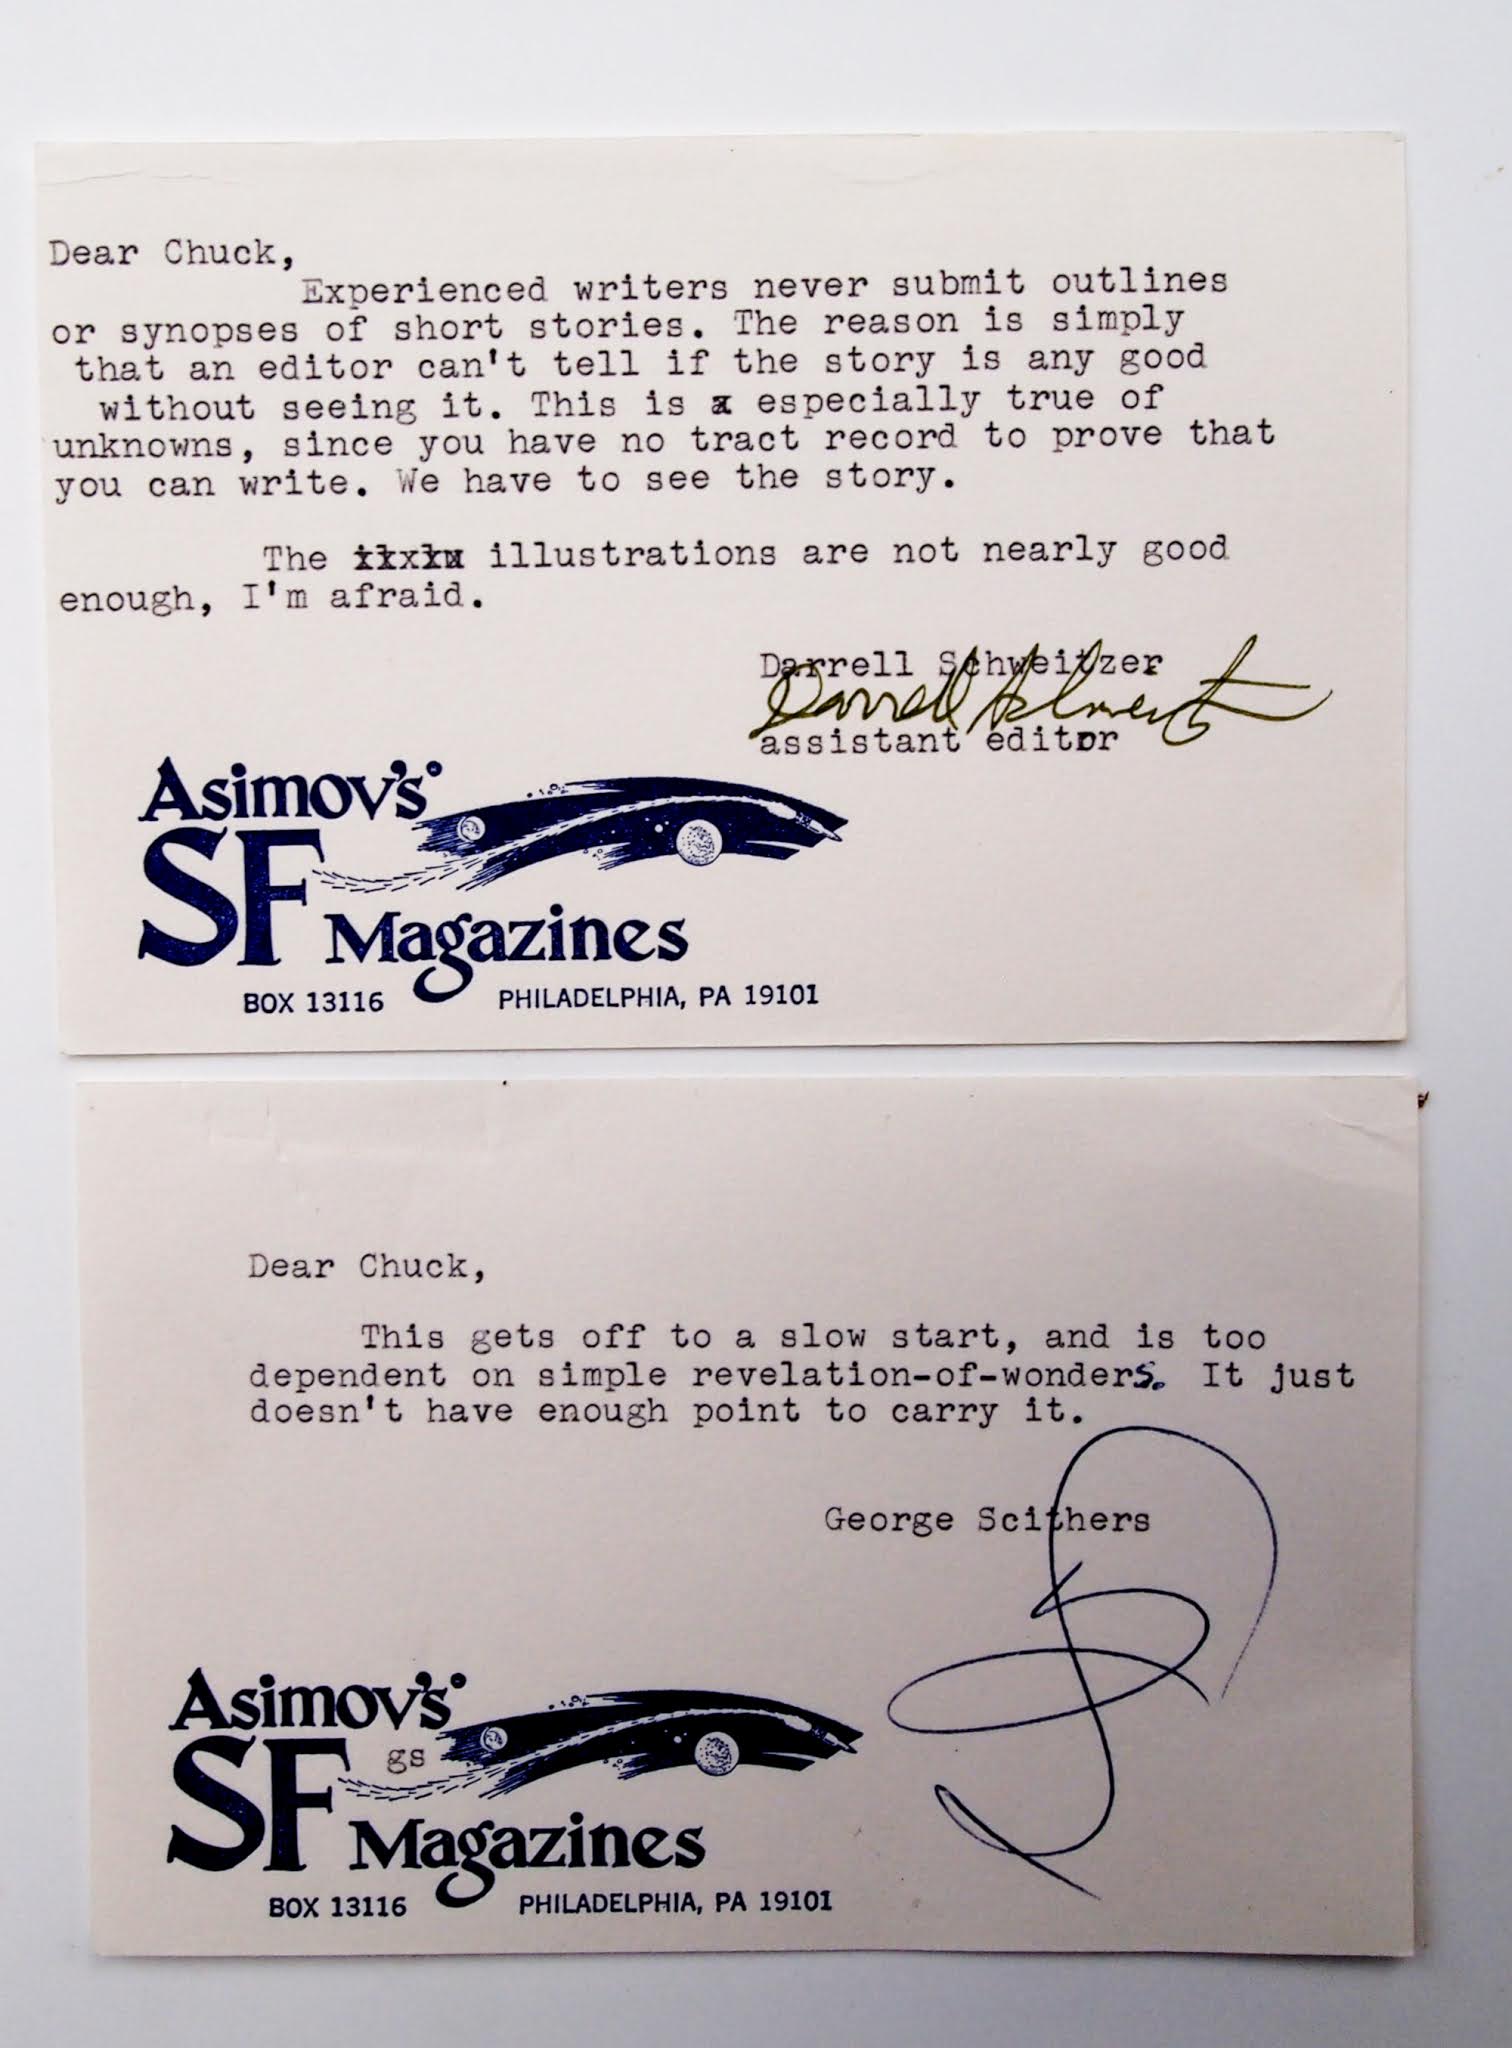 Dear Chuck,
Experienced writers never submit outlines
or synopses of short stories. The reason is simply
that an editor can't tell if the story is any good
without seeing it. This is x especially true of
unknowns, since you have no tract record to prove that
you can write. We have to see the story.
The ilxlu illustrations are not nearly good
enough, I'm afraid.
Darrell Schweitzer
Darrell Schweitzer
assistant editor
Asimov's
SF
Magazines
BOX 13116 PHILADELPHIA, PA 19101
Dear Chuck,
This gets off to a slow start, and is too
dependent on simple revelation-of-wonders. It just
doesn't have enough point to carry it.
George Scithers
Asimov's
gs
SF
Magazines
BOX 13116 PHILADELPHIA, PA 19101